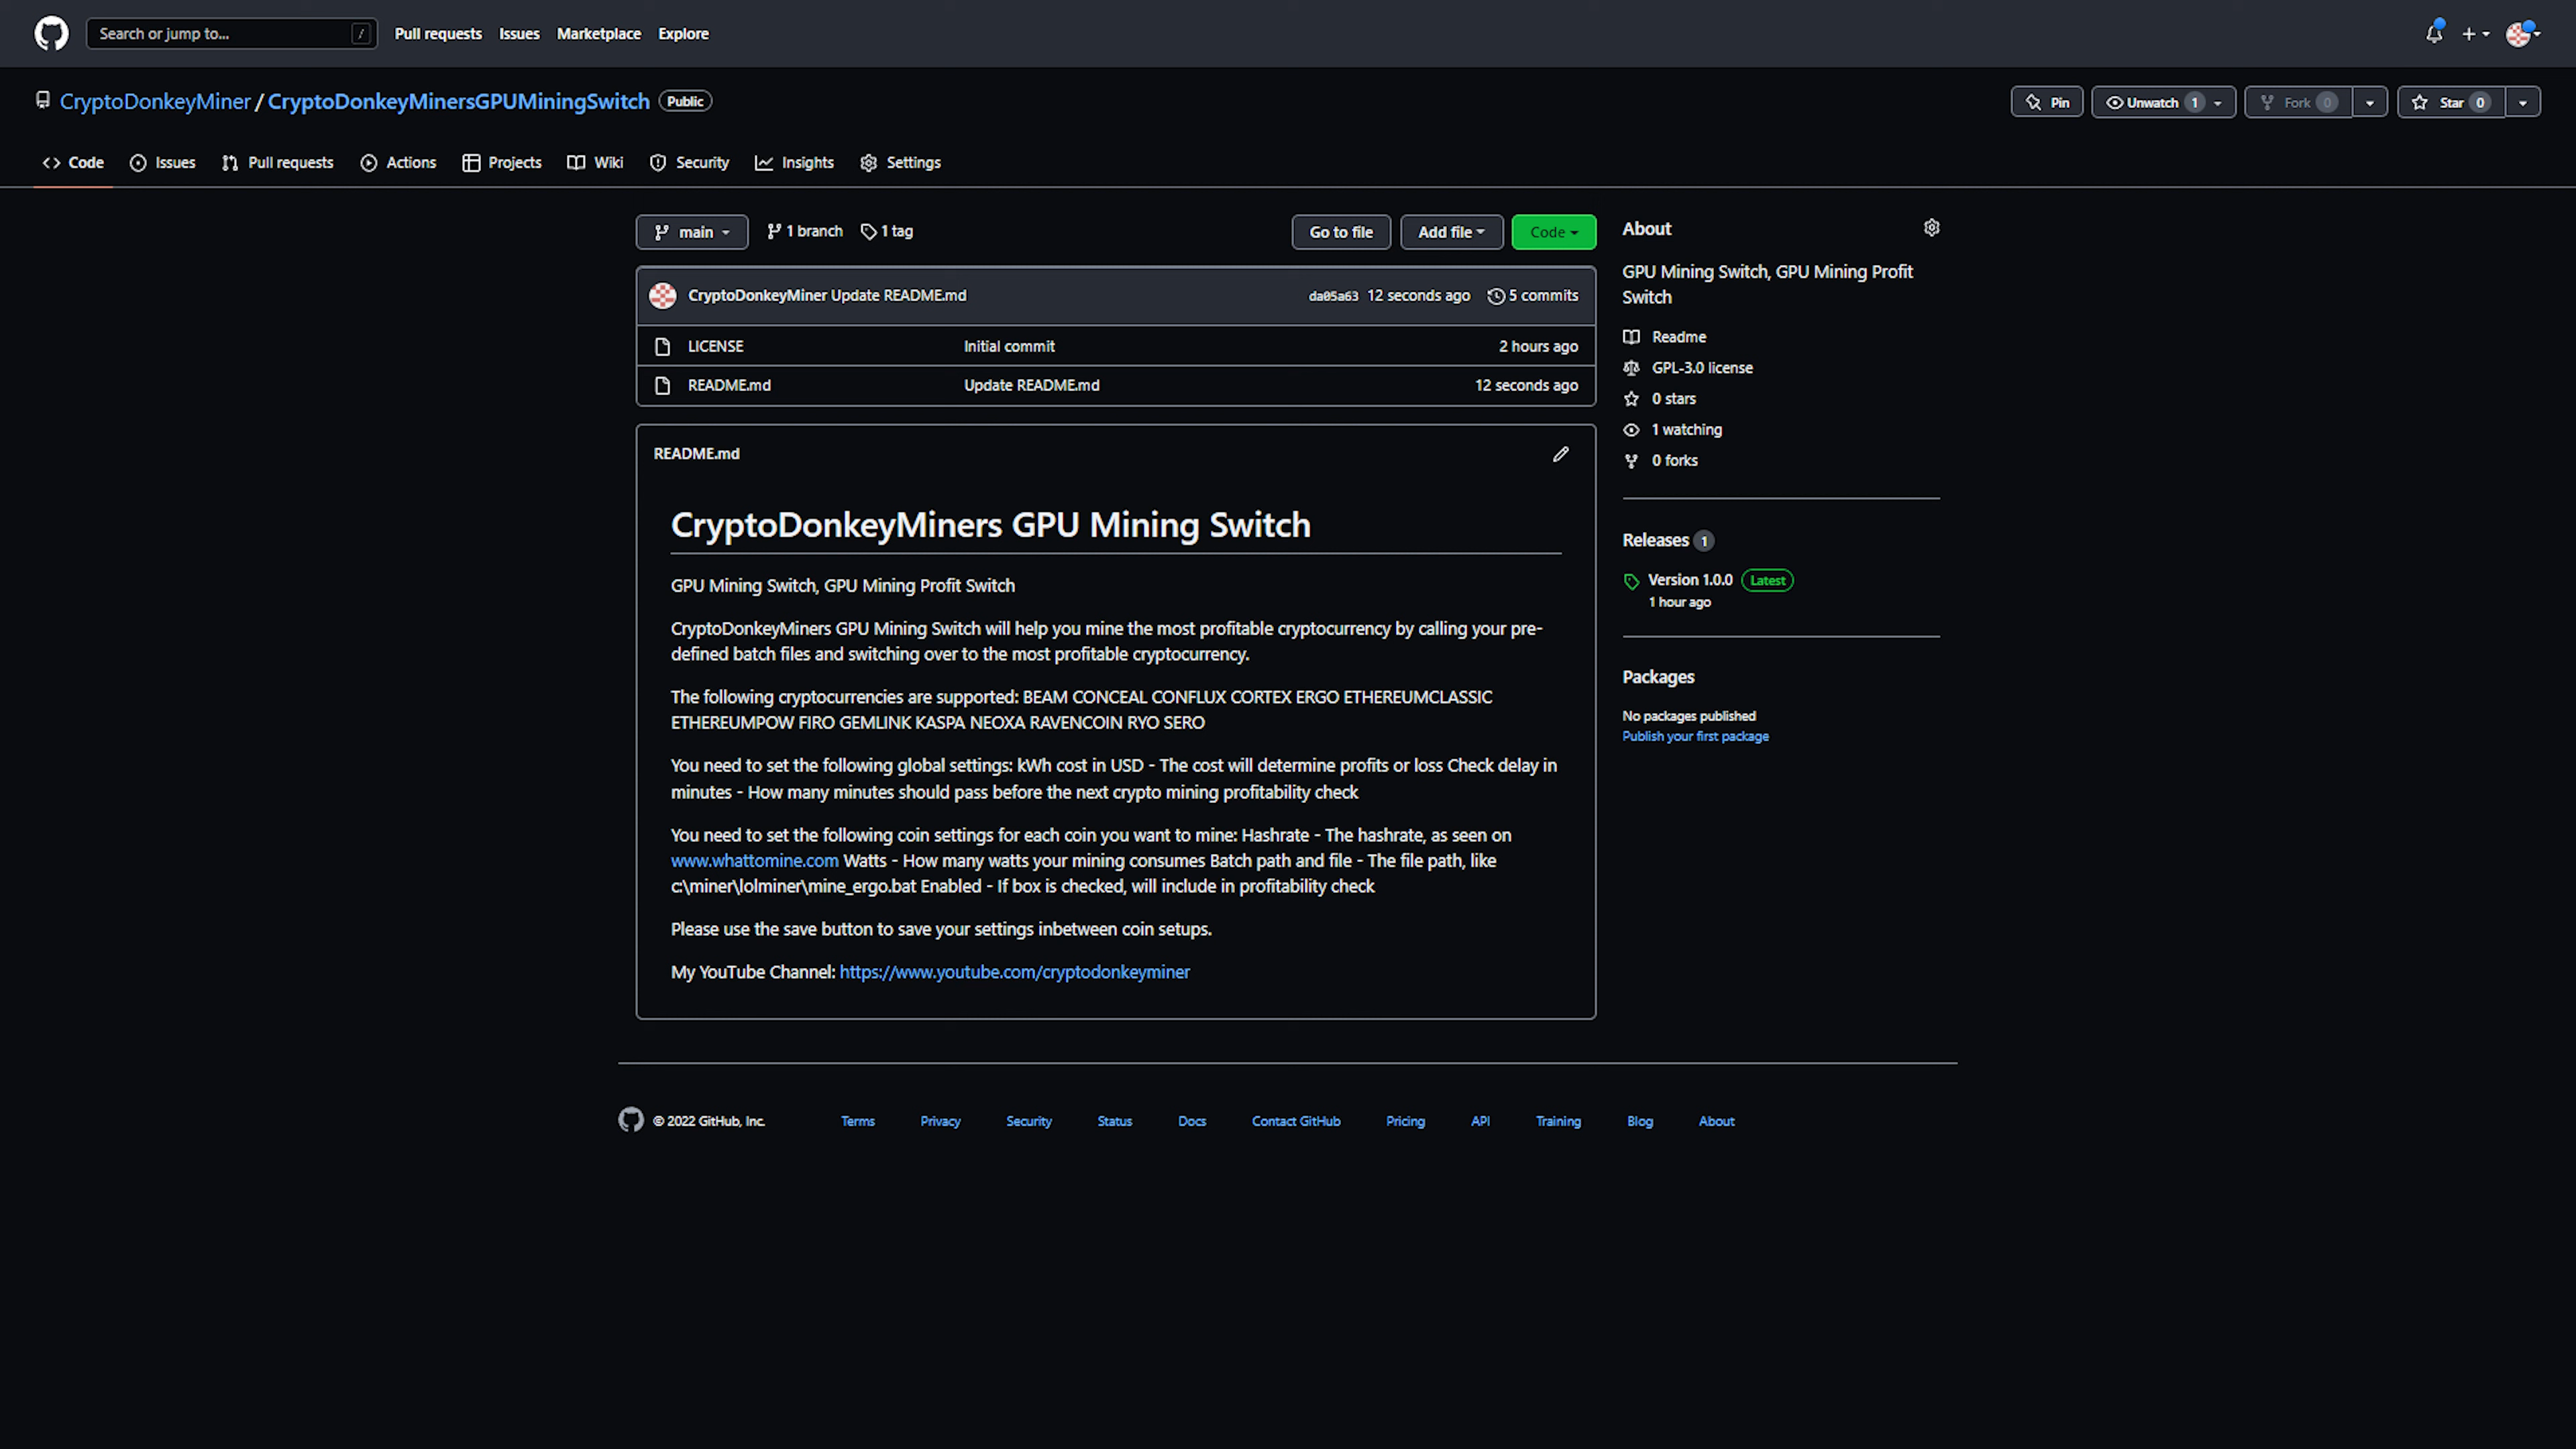 Search or jump to... /
Pull requests Issues Marketplace Explore
CryptoDonkeyMiner / CryptoDonkeyMinersGPUMiningSwitch Public
Pin Unwatch 1 Fork 0 Star 0
Code Issues Pull requests Actions Projects Wiki Security Insights Settings
main 1 branch 1 tag Go to file Add file Code
CryptoDonkeyMiner Update README.md da05a63 12 seconds ago 5 commits
LICENSE Initial commit 2 hours ago
README.md Update README.md 12 seconds ago
README.md
CryptoDonkeyMiners GPU Mining Switch
GPU Mining Switch, GPU Mining Profit Switch
CryptoDonkeyMiners GPU Mining Switch will help you mine the most profitable cryptocurrency by calling your pre-
defined batch files and switching over to the most profitable cryptocurrency.
The following cryptocurrencies are supported: BEAM CONCEAL CONFLUX CORTEX ERGO ETHEREUMCLASSIC
ETHEREUMPOW FIRO GEMLINK KASPA NEOXA RAVENCOIN RYO SERO
You need to set the following global settings: kWh cost in USD - The cost will determine profits or loss Check delay in
minutes - How many minutes should pass before the next crypto mining profitability check
You need to set the following coin settings for each coin you want to mine: Hashrate - The hashrate, as seen on
www.whattomine.com Watts - How many watts your mining consumes Batch path and file - The file path, like
c:\miner\lolminer\mine_ergo.bat Enabled - If box is checked, will include in profitability check
Please use the save button to save your settings inbetween coin setups.
My YouTube Channel: https://www.youtube.com/cryptodonkeyminer
About
GPU Mining Switch, GPU Mining Profit
Switch
Readme
GPL-3.0 license
0 stars
1 watching
0 forks
Releases 1
Version 1.0.0 Latest
1 hour ago
Packages
No packages published
Publish your first package
© 2022 GitHub, Inc. Terms Privacy Security Status Docs Contact GitHub Pricing API Training Blog About